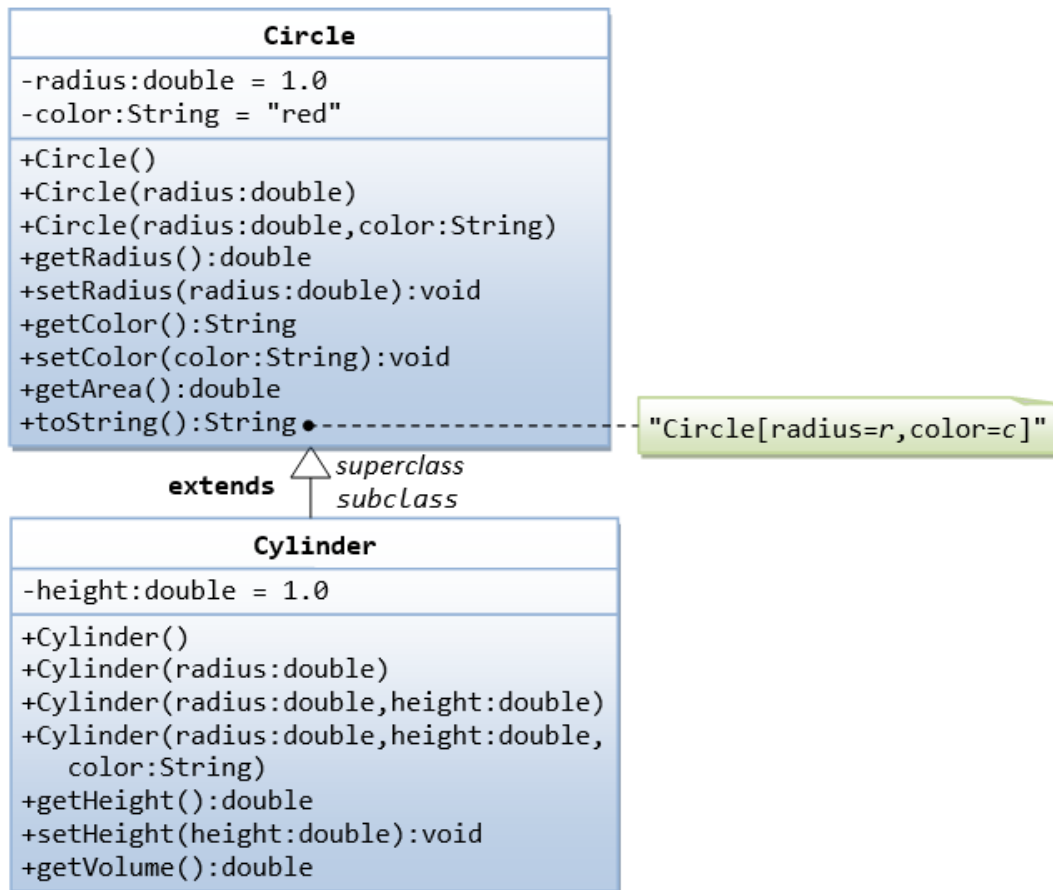 Circle
-radius:double = 1.0
-color:String = "red"
+Circle()
+Circle(radius:double)
+Circle(radius:double,color:String)
+getRadius():double
+setRadius(radius:double):void
+getColor():String
+setColor(color:String):void
+getArea():double
+toString():String
"Circle[radius=r,color=c]"
superclass
extends
subclass
Cylinder
-height:double = 1.0
+Cylinder()
+Cylinder(radius:double)
+Cylinder(radius:double,height:double)
+Cylinder(radius:double,height:double,
color:String)
+getHeight():double
+setHeight(height:double):void
+getVolume():double